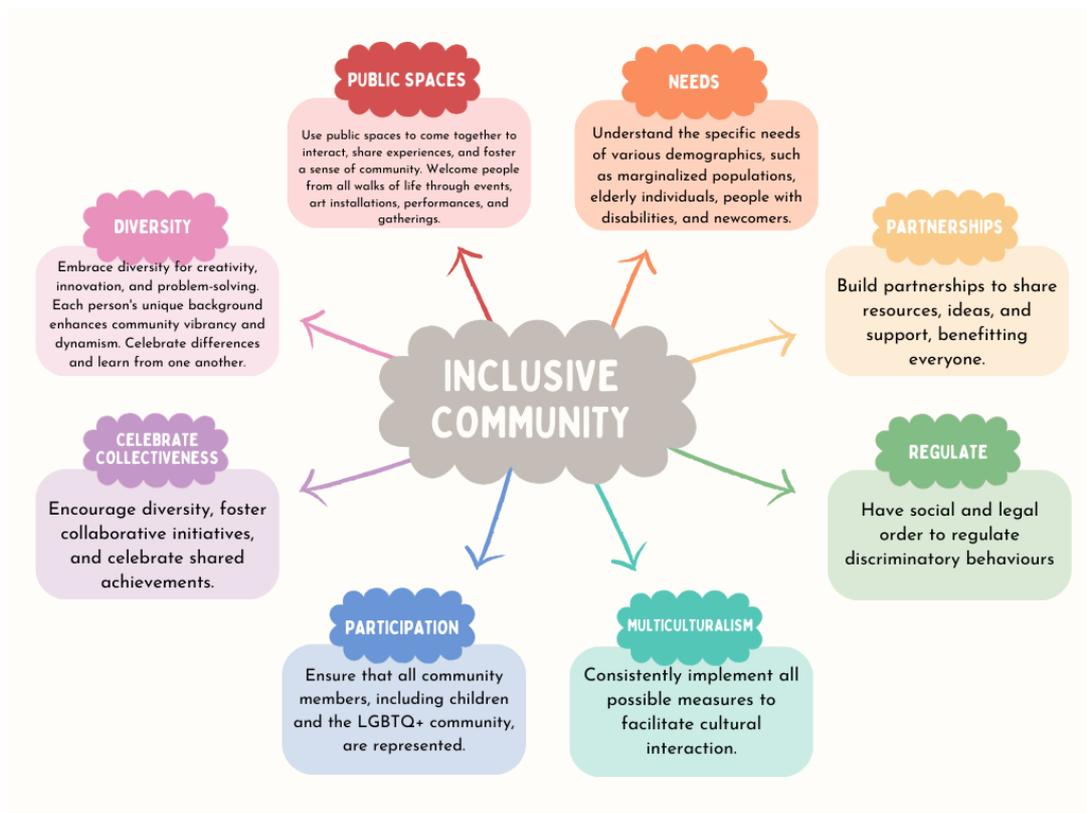 PUBLIC SPACES
Use public spaces to come together to
interact, share experiences, and foster
a sense of community. Welcome people
from all walks of life through events,
art installations, performances, and
gatherings.
NEEDS
Understand the specific needs
of various demographics, such
as marginalized populations,
elderly individuals, people with
disabilities, and newcomers.
DIVERSITY
Embrace diversity for creativity,
innovation, and problem-solving.
Each person's unique background
enhances community vibrancy and
dynamism. Celebrate differences
and learn from one another.
PARTNERSHIPS
Build partnerships to share
resources, ideas, and
support, benefitting
everyone.
INCLUSIVE
COMMUNITY
CELEBRATE
COLLECTIVENESS
Encourage diversity, foster
collaborative initiatives,
and celebrate shared
achievements.
REGULATE
Have social and legal
order to regulate
discriminatory behaviours
PARTICIPATION
Ensure that all community
members, including children
and the LGBTQ+ community,
are represented.
MULTICULTURALISM
Consistently implement all
possible measures to
facilitate cultural
interaction.